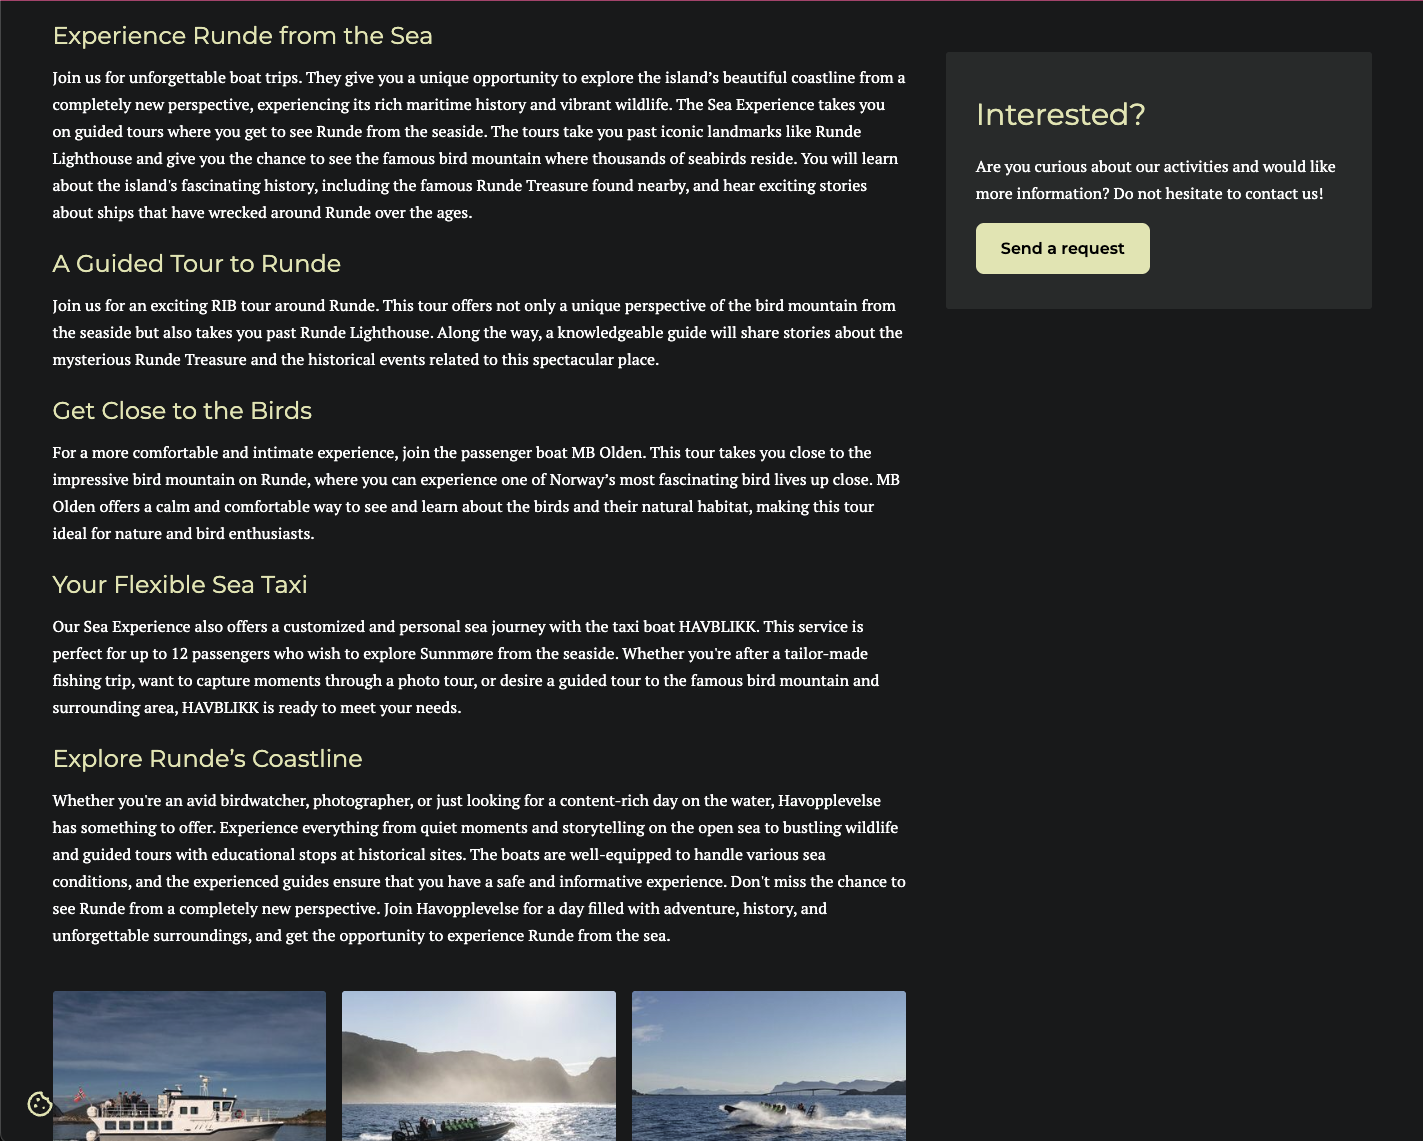 Experience Runde from the Sea
Join us for unforgettable boat trips. They give you a unique opportunity to explore the island’s beautiful coastline from a
completely new perspective, experiencing its rich maritime history and vibrant wildlife. The Sea Experience takes you
on guided tours where you get to see Runde from the seaside. The tours take you past iconic landmarks like Runde
Lighthouse and give you the chance to see the famous bird mountain where thousands of seabirds reside. You will learn
about the island's fascinating history, including the famous Runde Treasure found nearby, and hear exciting stories
about ships that have wrecked around Runde over the ages.
A Guided Tour to Runde
Join us for an exciting RIB tour around Runde. This tour offers not only a unique perspective of the bird mountain from
the seaside but also takes you past Runde Lighthouse. Along the way, a knowledgeable guide will share stories about the
mysterious Runde Treasure and the historical events related to this spectacular place.
Get Close to the Birds
For a more comfortable and intimate experience, join the passenger boat MB Olden. This tour takes you close to the
impressive bird mountain on Runde, where you can experience one of Norway’s most fascinating bird lives up close. MB
Olden offers a calm and comfortable way to see and learn about the birds and their natural habitat, making this tour
ideal for nature and bird enthusiasts.
Your Flexible Sea Taxi
Our Sea Experience also offers a customized and personal sea journey with the taxi boat HAVBLIKK. This service is
perfect for up to 12 passengers who wish to explore Sunnmøre from the seaside. Whether you're after a tailor-made
fishing trip, want to capture moments through a photo tour, or desire a guided tour to the famous bird mountain and
surrounding area, HAVBLIKK is ready to meet your needs.
Explore Runde’s Coastline
Whether you're an avid birdwatcher, photographer, or just looking for a content-rich day on the water, Havopplevelse
has something to offer. Experience everything from quiet moments and storytelling on the open sea to bustling wildlife
and guided tours with educational stops at historical sites. The boats are well-equipped to handle various sea
conditions, and the experienced guides ensure that you have a safe and informative experience. Don't miss the chance to
see Runde from a completely new perspective. Join Havopplevelse for a day filled with adventure, history, and
unforgettable surroundings, and get the opportunity to experience Runde from the sea.
Interested?
Are you curious about our activities and would like
more information? Do not hesitate to contact us!
Send a request